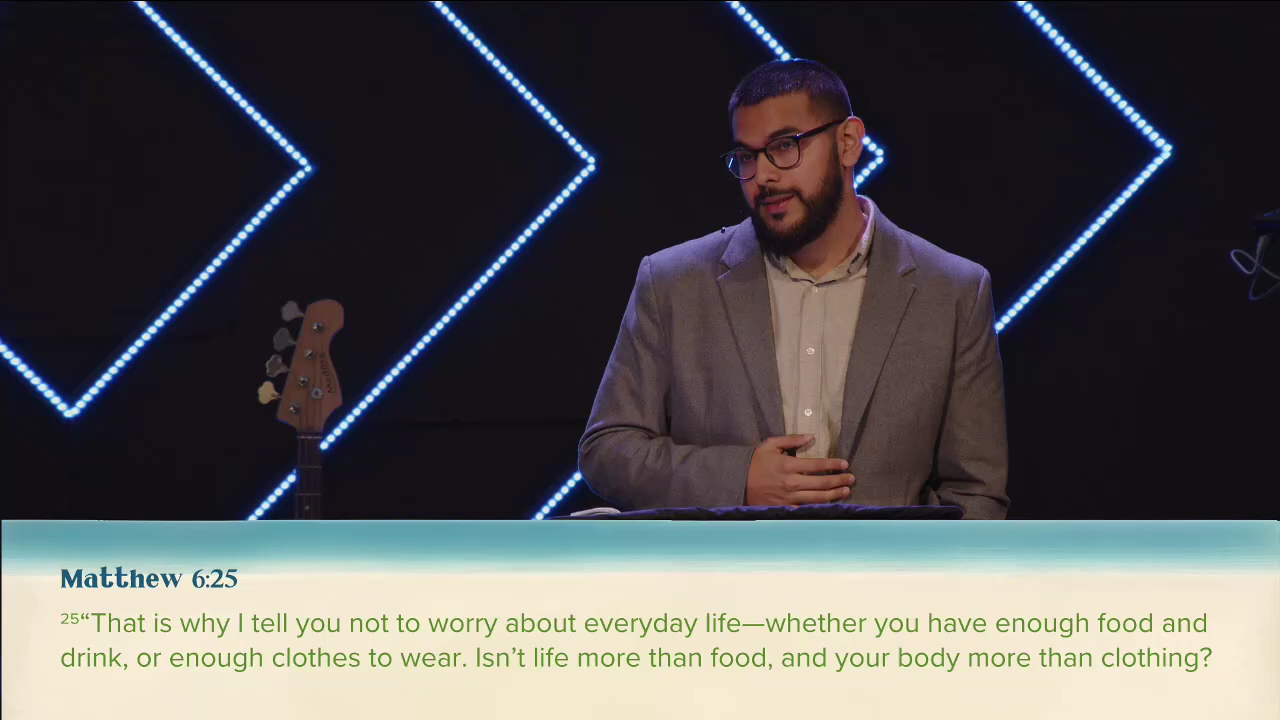 Matthew 6:25
²⁵“That is why I tell you not to worry about everyday life—whether you have enough food and
drink, or enough clothes to wear. Isn’t life more than food, and your body more than clothing?